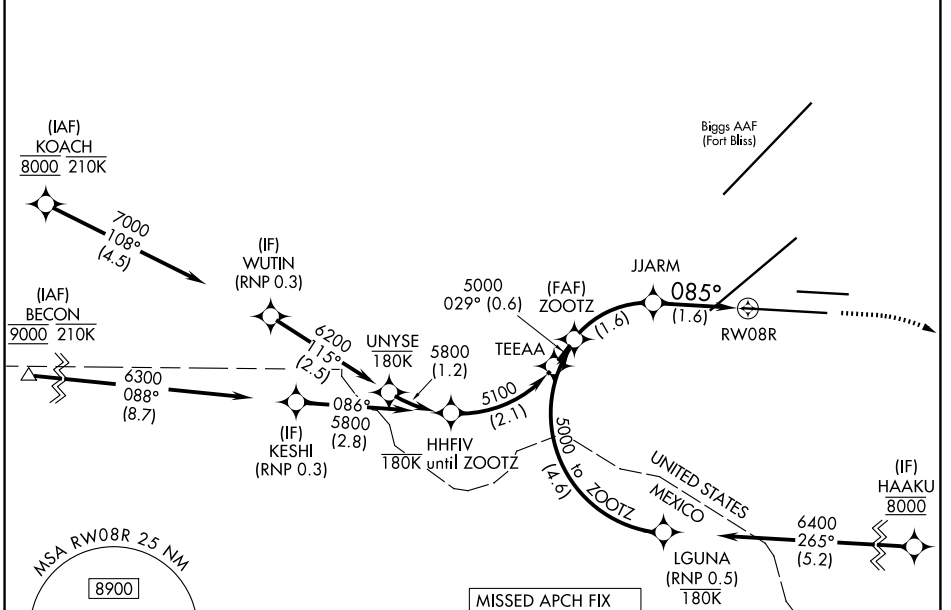 (IAF)
KOACH
8000 210K
7000
108°
(4.5)
Biggs AAF
(Fort Bliss)
(IAF)
BECON
9000 210K
6300
088°
(8.7)
(IF)
WUTIN
(RNP 0.3)
6200
115°
(2.5)
UNYSE
180K
5800
(1.2)
(IF)
KESHI
(RNP 0.3)
086°
5800
(2.8)
HHFIV
180K until ZOOTZ
5100
(2.1)
TEEAA
5000
029° (0.6)
(FAF)
ZOOTZ
(1.6)
JJARM
085°
(1.6)
RW08R
5000 to ZOOTZ
(4.6)
UNITED STATES
MEXICO
LGUNA
(RNP 0.5)
180K
6400
265°
(5.2)
(IF)
HAAKU
8000
MSA RW08R 25 NM
8900
MISSED APCH FIX